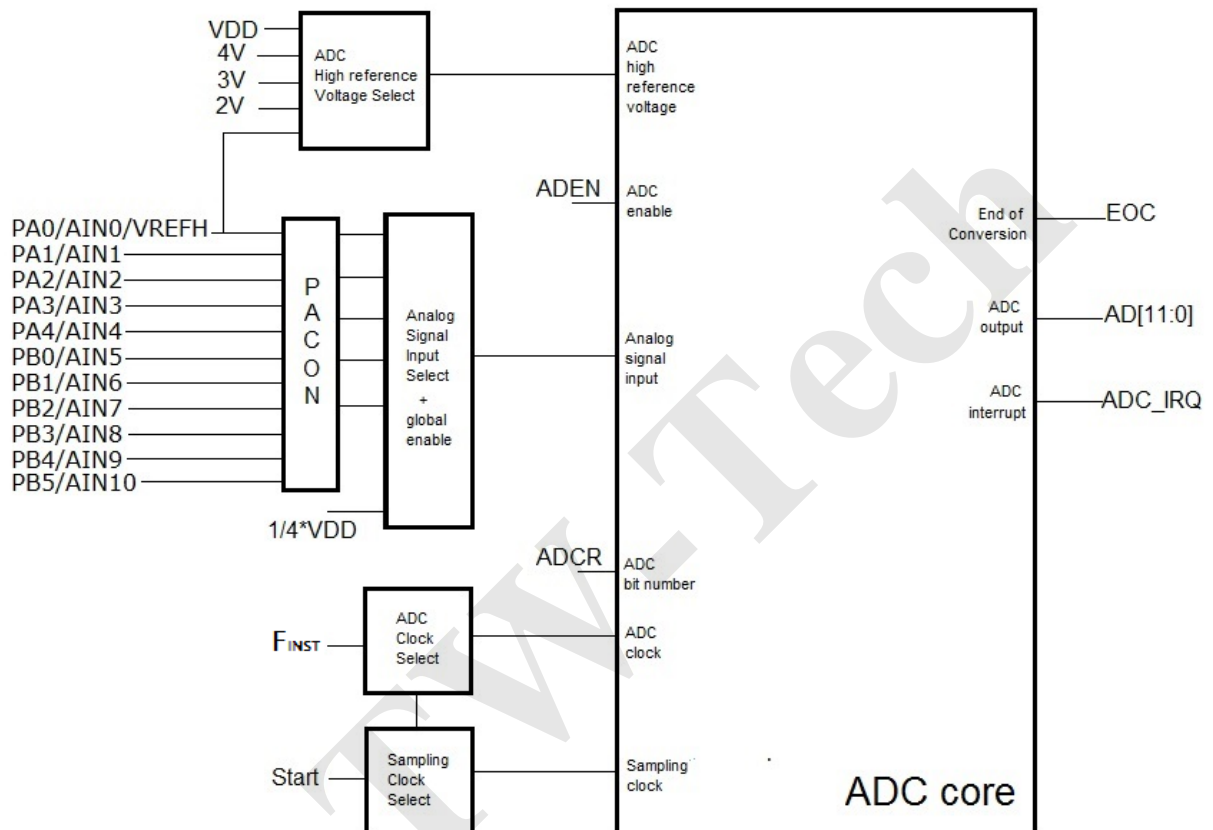 VDD
4V
3V
2V
ADC
High reference
Voltage Select
ADC
high
reference
voltage
ADEN
ADC
enable
PA0/AIN0/VREFH
PA1/AIN1
PA2/AIN2
PA3/AIN3
PA4/AIN4
PB0/AIN5
PB1/AIN6
PB2/AIN7
PB3/AIN8
PB4/AIN9
PB5/AIN10
P
A
C
O
N
Analog
Signal
Input
Select
+
global
enable
1/4*VDD
Analog
signal
input
End of
Conversion
EOC
ADC
output
AD[11:0]
ADC
interrupt
ADC_IRQ
ADCR
ADC
bit number
FINST
ADC
Clock
Select
ADC
clock
Start
Sampling
Clock
Select
Sampling
clock
ADC core
TW-Tech